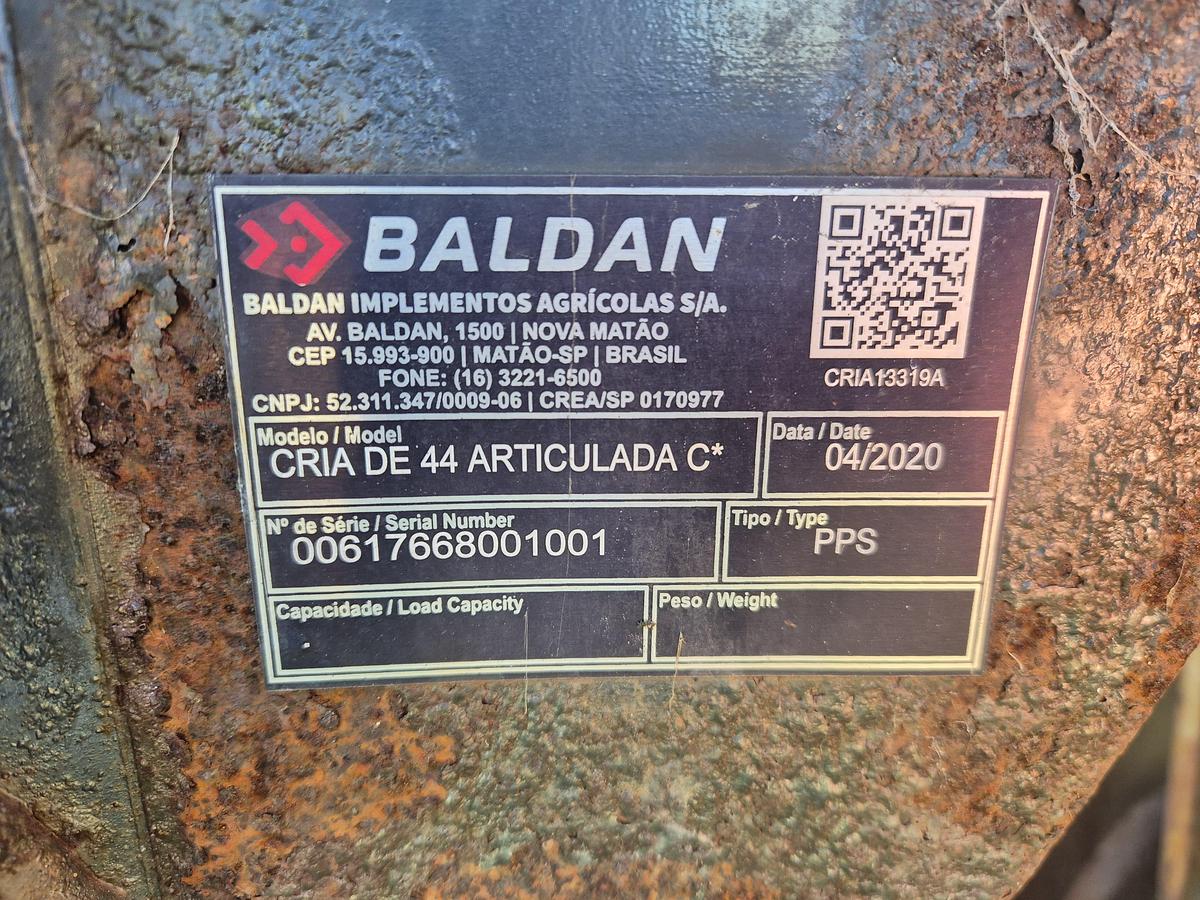 BALDAN
BALDAN IMPLEMENTOS AGRÍCOLAS S/A.
AV. BALDAN, 1500 | NOVA MATÃO
CEP 15.993-900 | MATÃO-SP | BRASIL
FONE: (16) 3221-6500
CNPJ: 52.311.347/0009-06 | CREA/SP 0170977
CRIA13319A
Modelo / Model
CRIA DE 44 ARTICULADA C*
Data / Date
04/2020
Nº de Série / Serial Number
00617668001001
Tipo / Type
PPS
Capacidade / Load Capacity
Peso / Weight